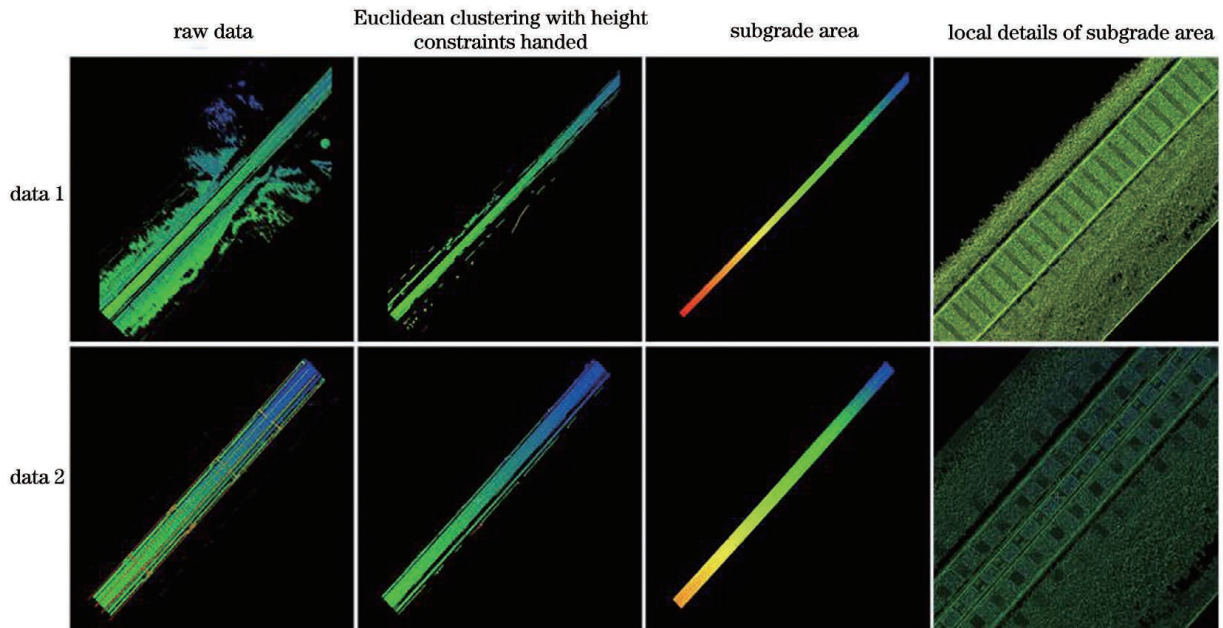 raw data
Euclidean clustering with height
constraints handed
subgrade area
local details of subgrade area
data 1
data 2